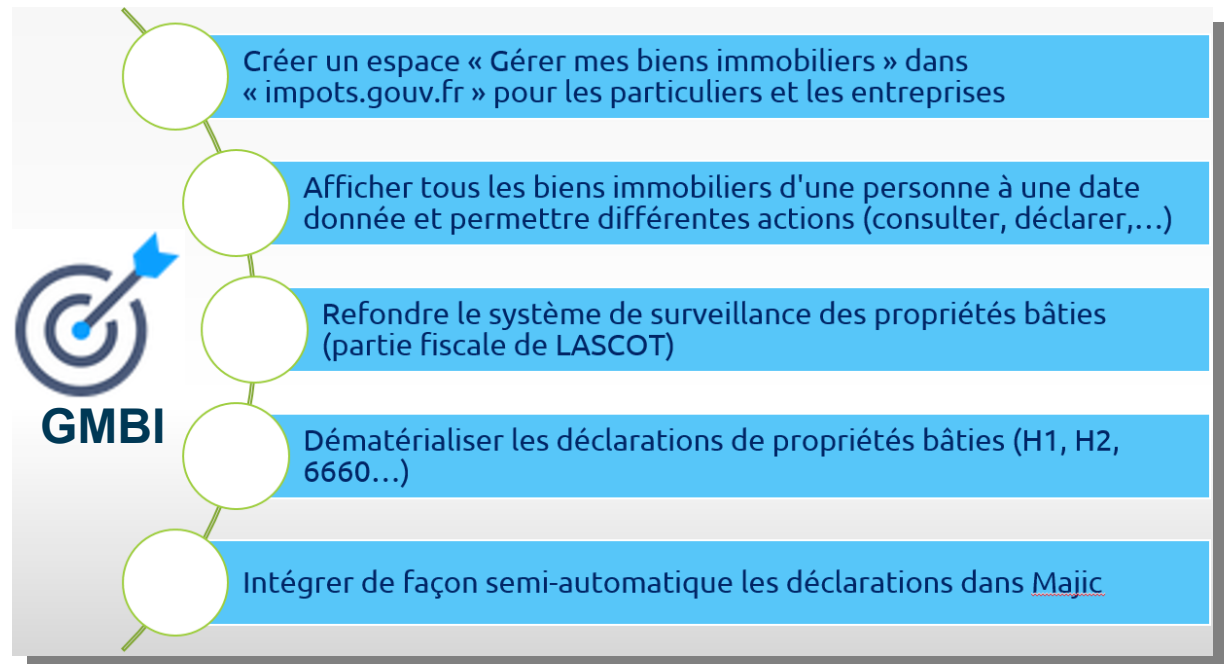 Créer un espace « Gérer mes biens immobiliers » dans
« impots.gouv.fr » pour les particuliers et les entreprises
Afficher tous les biens immobiliers d'une personne à une date
donnée et permettre différentes actions (consulter, déclarer,...)
Refondre le système de surveillance des propriétés bâties
(partie fiscale de LASCOT)
GMBI
Dématérialiser les déclarations de propriétés bâties (H1, H2,
6660...)
Intégrer de façon semi-automatique les déclarations dans Majic